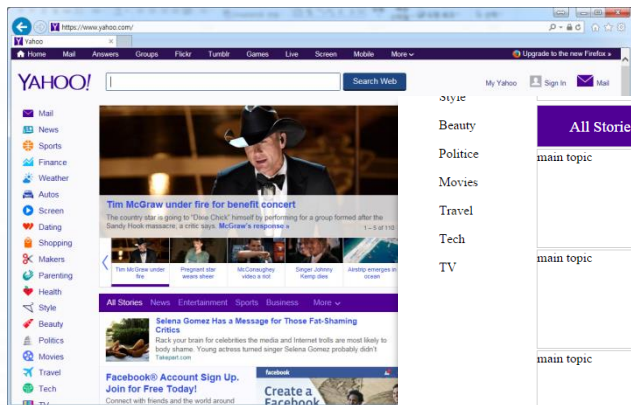 https://www.yahoo.com/
Yahoo
Home Mail Answers Groups Flickr Tumblr Games Live Screen Mobile More
Upgrade to the new Firefox »
YAHOO!
Search Web
My Yahoo Sign In Mail
Mail
News
Sports
Finance
Weather
Autos
Screen
Dating
Shopping
Makers
Parenting
Health
Style
Beauty
Politics
Movies
Travel
Tech
TV
Tim McGraw under fire for benefit concert
The country star is going to "Dixie Chick" himself by performing for a group formed after the
Sandy Hook massacre, a critic says. McGraw's response »
1 – 5 of 110
Tim McGraw under
fire
Pregnant star
wears sheer
McConaughey
video a riot
Singer Johnny
Kemp dies
Airship emerges in
ocean
All Stories News Entertainment Sports Business More
Selena Gomez Has a Message for Those Fat-Shaming
Critics
Rack your brain for celebrities the media and Internet trolls are most likely to
body shame. Young actress turned singer Selena Gomez probably didn't
Takepart.com
Facebook® Account Sign Up.
Join for Free Today!
Connect with friends and the world around
facebook
Create a
Facebook
Style
Beauty
Politice
Movies
Travel
Tech
TV
All Storie
main topic
main topic
main topic